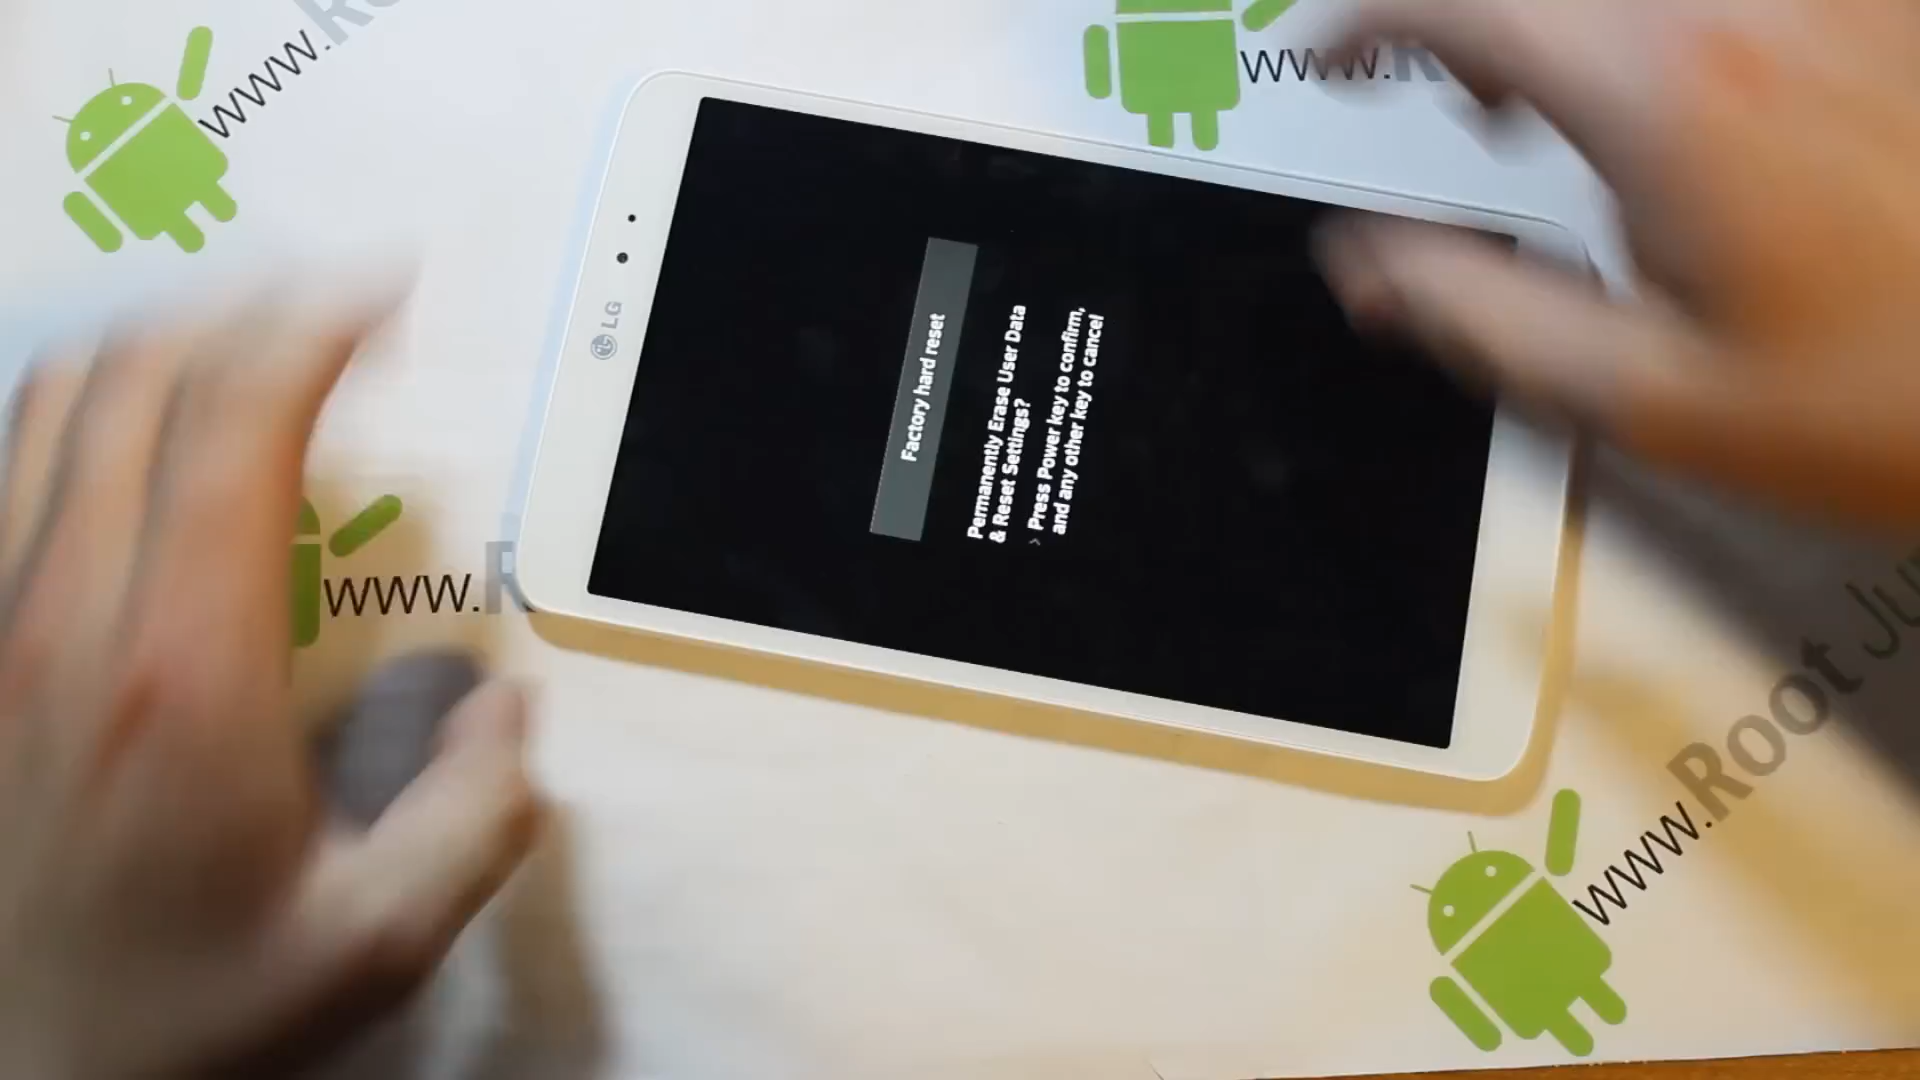 www.
www.R
LG
Factory hard reset
Permanently Erase User Data
& Reset Settings?
> Press Power key to confirm,
and any other key to cancel
www.R
www.Root Ju